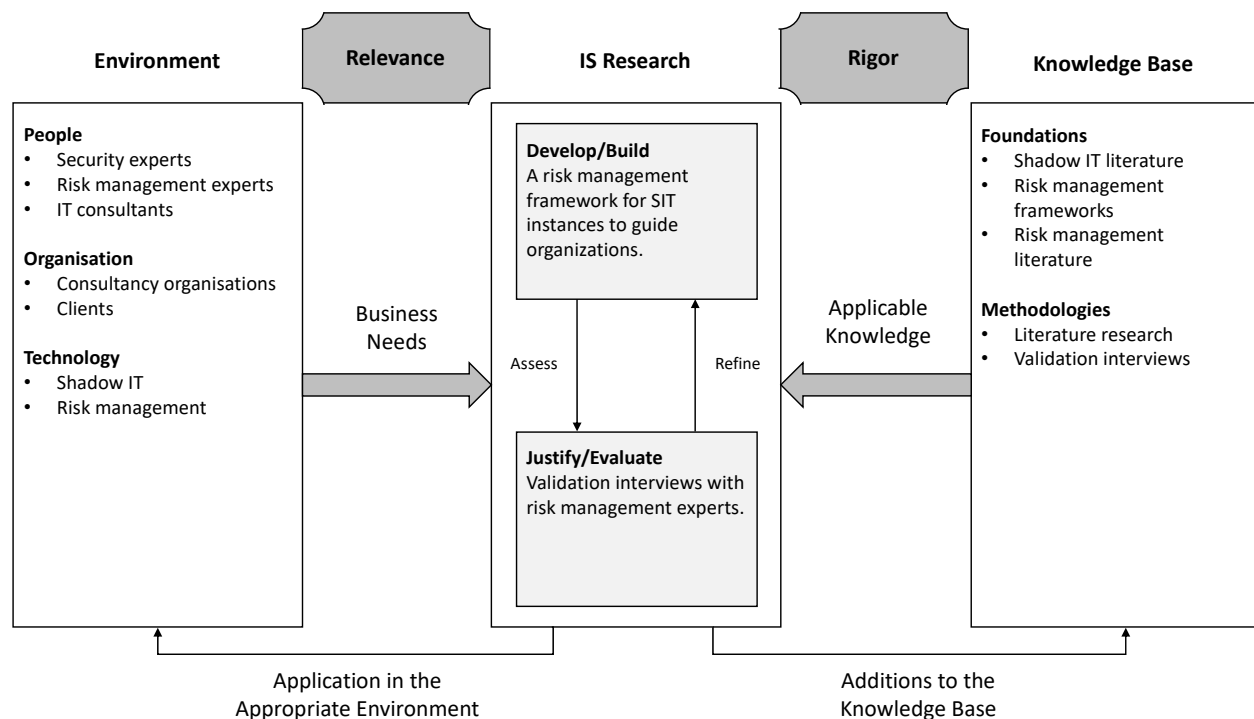 Environment
Relevance
IS Research
Rigor
Knowledge Base
People
• Security experts
• Risk management experts
• IT consultants
Organisation
• Consultancy organisations
• Clients
Technology
• Shadow IT
• Risk management
Business
Needs
Develop/Build
A risk management
framework for SIT
instances to guide
organizations.
Assess
Refine
Justify/Evaluate
Validation interviews with
risk management experts.
Applicable
Knowledge
Foundations
• Shadow IT literature
• Risk management
frameworks
• Risk management
literature
Methodologies
• Literature research
• Validation interviews
Application in the
Appropriate Environment
Additions to the
Knowledge Base